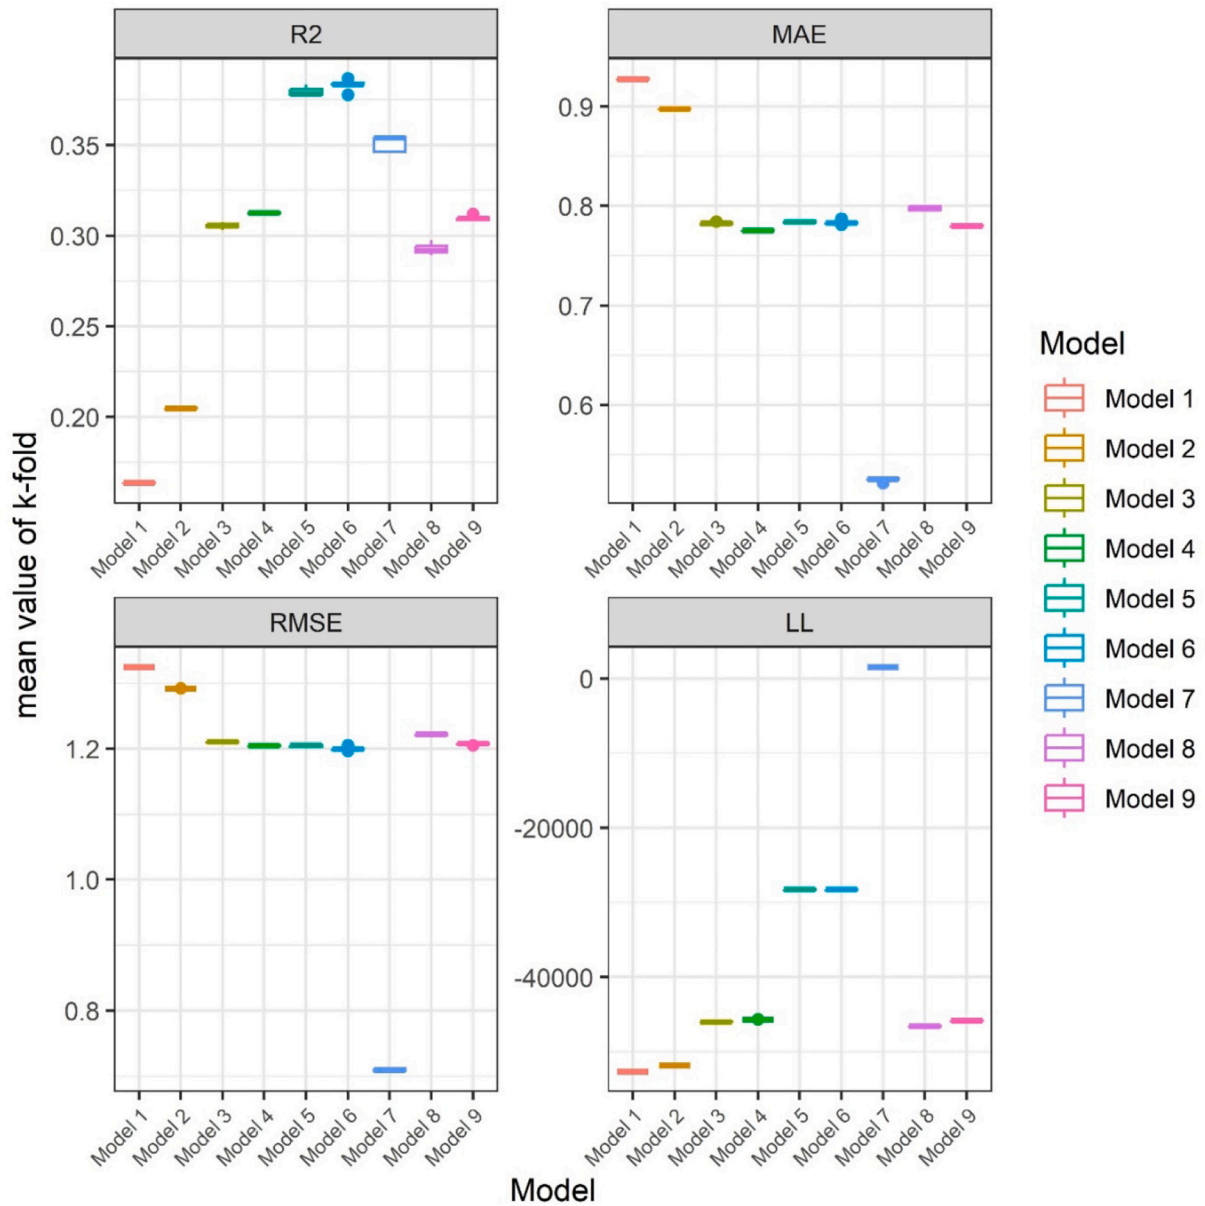 R2
MAE
0.35
0.30
0.25
0.20
0.9
0.8
0.7
0.6
Model 1
Model 2
Model 3
Model 4
Model 5
Model 6
Model 7
Model 8
Model 9
Model 1
Model 2
Model 3
Model 4
Model 5
Model 6
Model 7
Model 8
Model 9
RMSE
LL
1.2
1.0
0.8
0
-20000
-40000
Model 1
Model 2
Model 3
Model 4
Model 5
Model 6
Model 7
Model 8
Model 9
Model 1
Model 2
Model 3
Model 4
Model 5
Model 6
Model 7
Model 8
Model 9
mean value of k-fold
Model
Model
Model 1
Model 2
Model 3
Model 4
Model 5
Model 6
Model 7
Model 8
Model 9